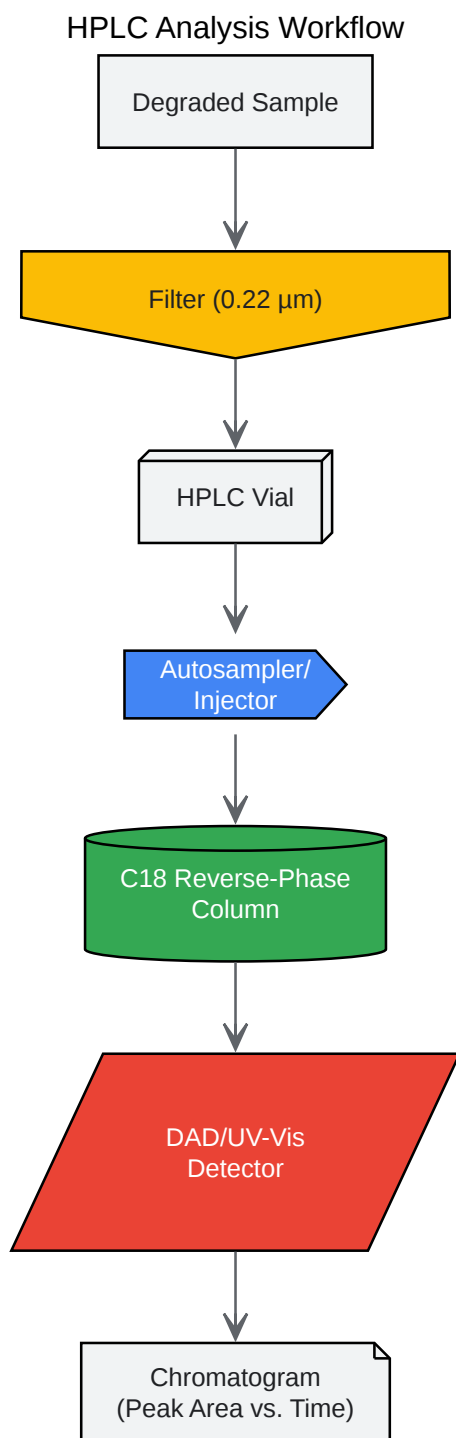 HPLC Analysis Workflow
Degraded Sample
Filter (0.22 µm)
HPLC Vial
Autosampler/
Injector
C18 Reverse-Phase
Column
DAD/UV-Vis
Detector
Chromatogram
(Peak Area vs. Time)